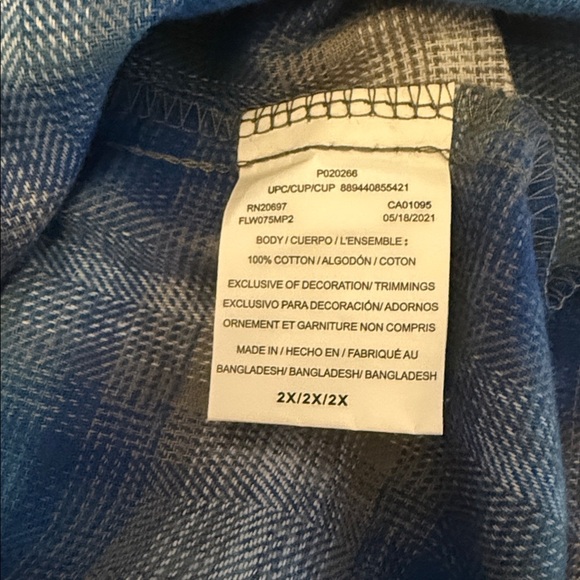 P020266
UPC/CUP/CUP 889440855421
RN20697 CA01095
FLW075MP2 05/18/2021
BODY / CUERPO / L'ENSEMBLE :
100% COTTON / ALGODÓN / COTON
EXCLUSIVE OF DECORATION/ TRIMMINGS
EXCLUSIVO PARA DECORACIÓN/ ADORNOS
ORNEMENT ET GARNITURE NON COMPRIS
MADE IN / HECHO EN / FABRIQUÉ AU
BANGLADESH/ BANGLADESH/ BANGLADESH
2X/2X/2X